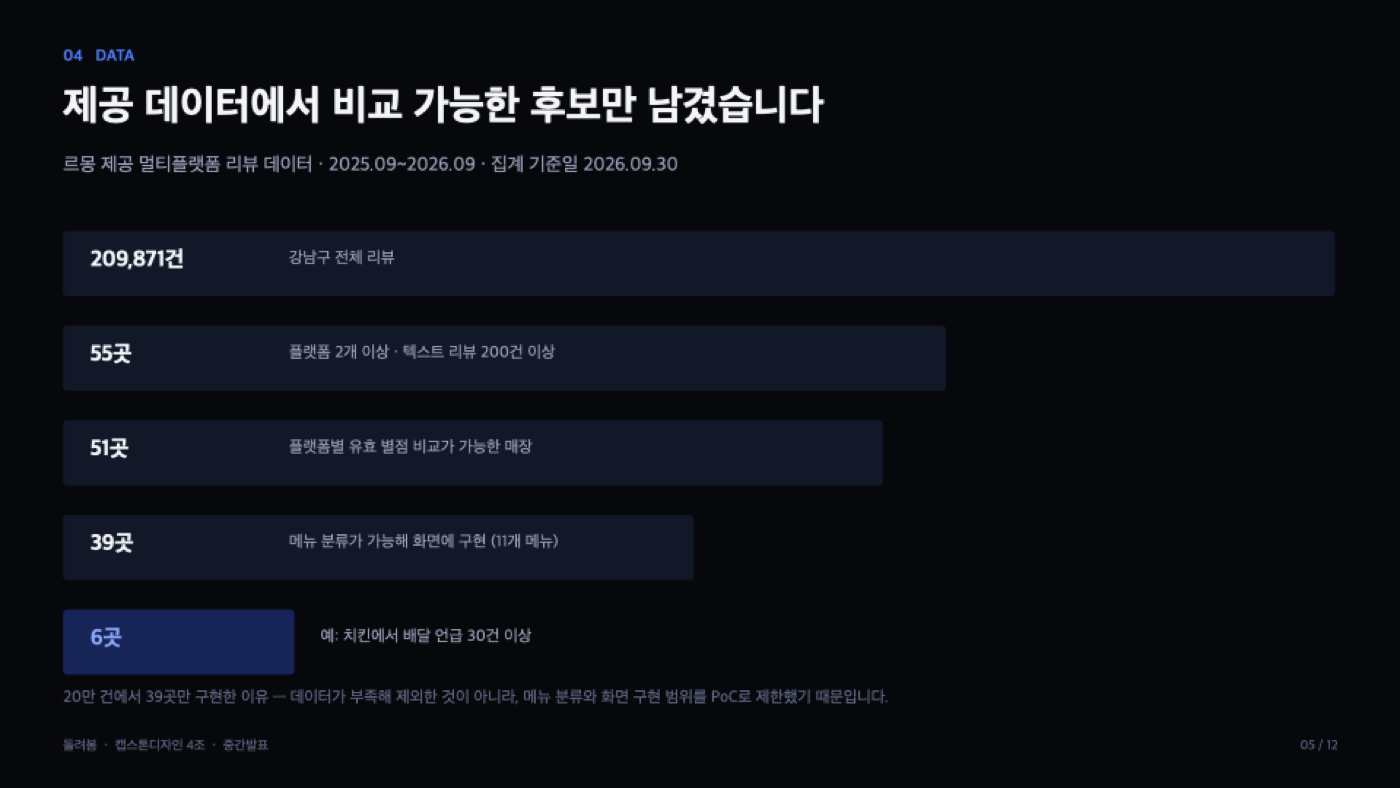 04 DATA
제공 데이터에서 비교 가능한 후보만 남겼습니다
르몽 제공 멀티플랫폼 리뷰 데이터 · 2025.09~2026.09 · 집계 기준일 2026.09.30
209,871건 강남구 전체 리뷰
55곳 플랫폼 2개 이상 · 텍스트 리뷰 200건 이상
51곳 플랫폼별 유효 별점 비교가 가능한 매장
39곳 메뉴 분류가 가능해 화면에 구현 (11개 메뉴)
6곳 예: 치킨에서 배달 언급 30건 이상
20만 건에서 39곳만 구현한 이유 — 데이터가 부족해 제외한 것이 아니라, 메뉴 분류와 화면 구현 범위를 PoC로 제한했기 때문입니다.
돌려봄 · 캡스톤디자인 4조 · 중간발표
05 / 12